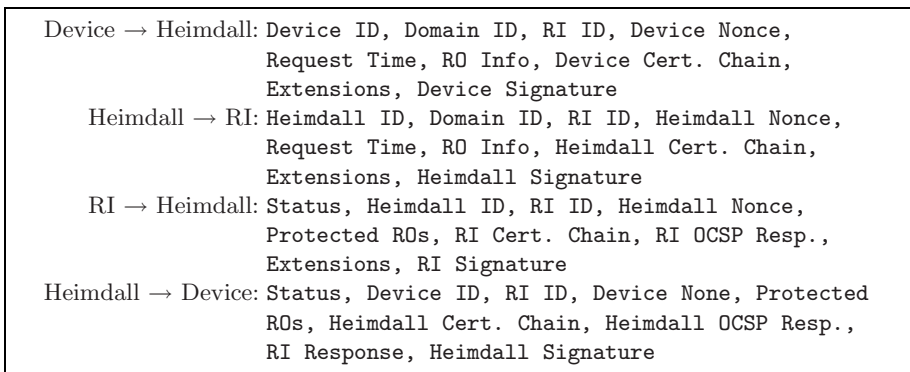 Device → Heimdall: Device ID, Domain ID, RI ID, Device Nonce,
Request Time, RO Info, Device Cert. Chain,
Extensions, Device Signature
Heimdall → RI: Heimdall ID, Domain ID, RI ID, Heimdall Nonce,
Request Time, RO Info, Heimdall Cert. Chain,
Extensions, Heimdall Signature
RI → Heimdall: Status, Heimdall ID, RI ID, Heimdall Nonce,
Protected ROs, RI Cert. Chain, RI OCSP Resp.,
Extensions, RI Signature
Heimdall → Device: Status, Device ID, RI ID, Device None, Protected
ROs, Heimdall Cert. Chain, Heimdall OCSP Resp.,
RI Response, Heimdall Signature